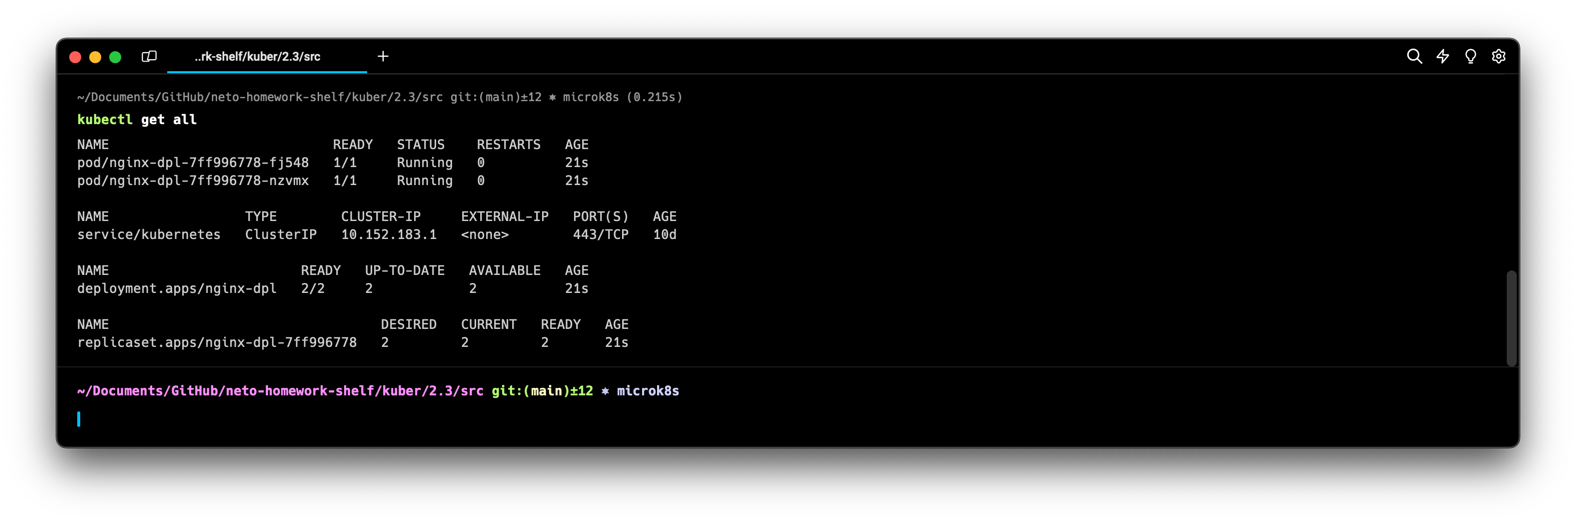 ..rk-shelf/kuber/2.3/src
~/Documents/GitHub/neto-homework-shelf/kuber/2.3/src git:(main)±12 ⎈ microk8s (0.215s)
kubectl get all
NAME                            READY   STATUS    RESTARTS   AGE
pod/nginx-dpl-7ff996778-fj548   1/1     Running   0          21s
pod/nginx-dpl-7ff996778-nzvmx   1/1     Running   0          21s
NAME                 TYPE        CLUSTER-IP     EXTERNAL-IP   PORT(S)   AGE
service/kubernetes   ClusterIP   10.152.183.1   <none>        443/TCP   10d
NAME                        READY   UP-TO-DATE   AVAILABLE   AGE
deployment.apps/nginx-dpl   2/2     2            2           21s
NAME                                  DESIRED   CURRENT   READY   AGE
replicaset.apps/nginx-dpl-7ff996778   2         2         2       21s
~/Documents/GitHub/neto-homework-shelf/kuber/2.3/src git:(main)±12 ⎈ microk8s